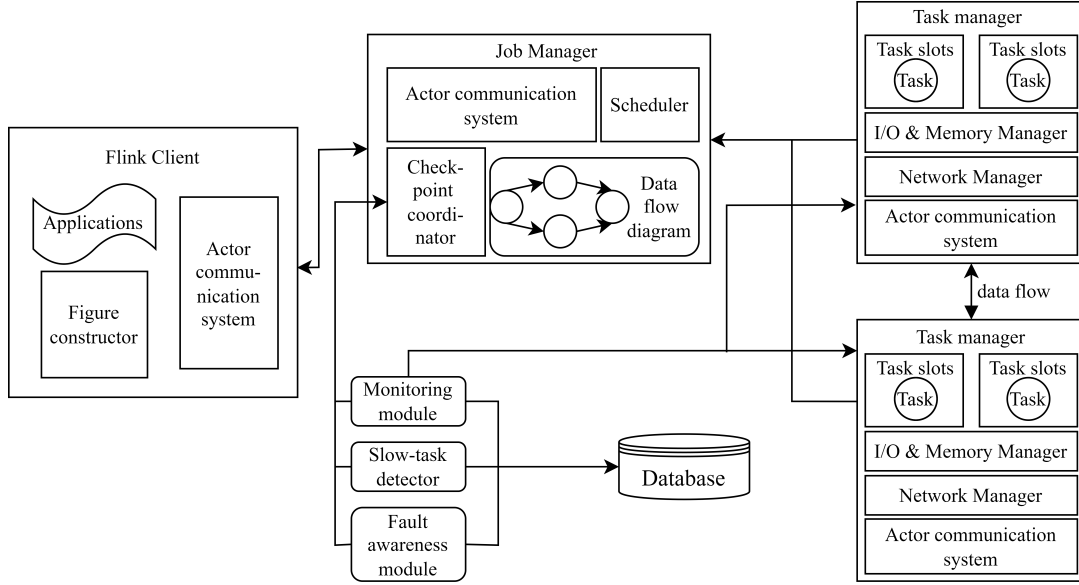 Flink Client
Applications
Figure
constructor
Actor
commu-
nication
system
Job Manager
Actor communication
system
Scheduler
Check-
point
coordi-
nator
Data
flow
diagram
Monitoring
module
Slow-task
detector
Fault
awareness
module
Database
Task manager
Task slots
Task
Task slots
Task
I/O & Memory Manager
Network Manager
Actor communication
system
data flow
Task manager
Task slots
Task
Task slots
Task
I/O & Memory Manager
Network Manager
Actor communication
system